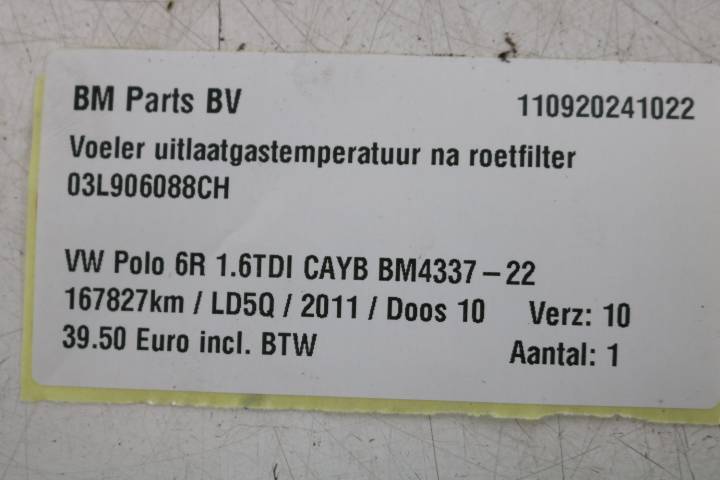 BM Parts BV 110920241022
Voeler uitlaatgastemperatuur na roetfilter
03L906088CH
VW Polo 6R 1.6TDI CAYB BM4337-22
167827km / LD5Q / 2011 / Doos 10 Verz: 10
39.50 Euro incl. BTW Aantal: 1